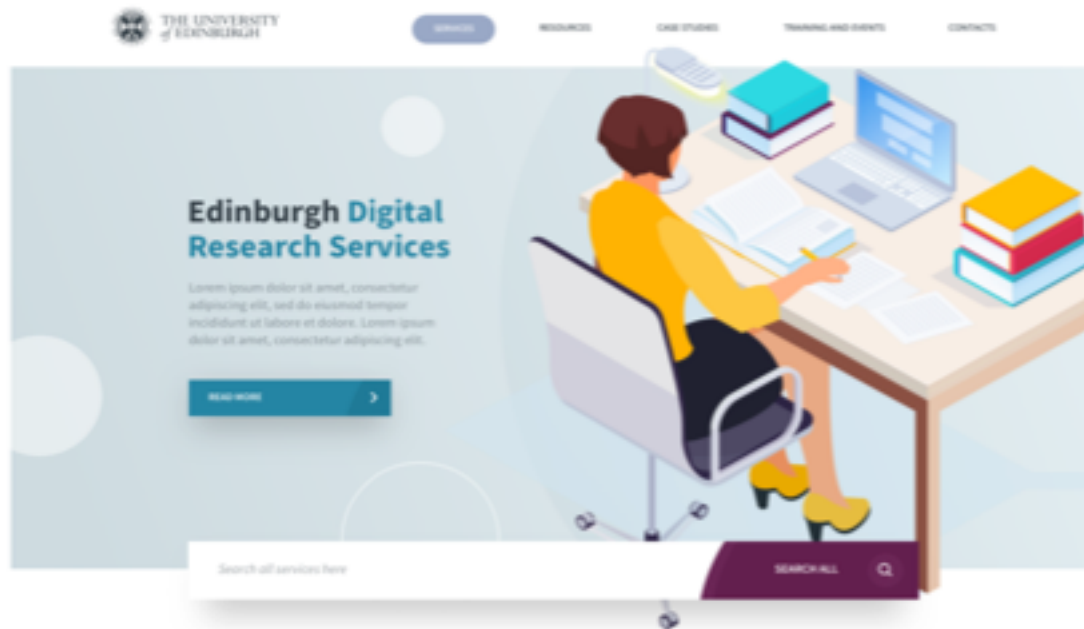 THE UNIVERSITY
of EDINBURGH
SERVICES
RESOURCES
CASE STUDIES
TRAINING AND EVENTS
CONTACTS
Edinburgh Digital
Research Services
Lorem ipsum dolor sit amet, consectetur
adipiscing elit, sed do eiusmod tempor
incididunt ut labore et dolore. Lorem ipsum
dolor sit amet, consectetur adipiscing elit.
READ MORE
Search all services here
SEARCH ALL